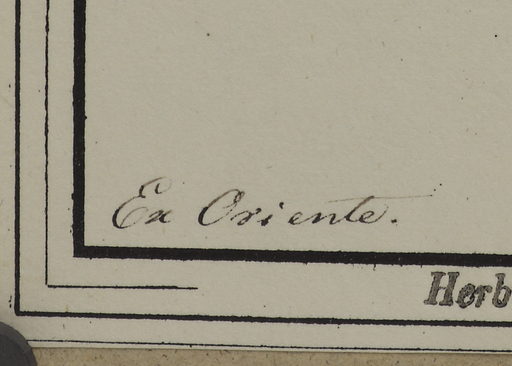 Ex Oriente.
Herb